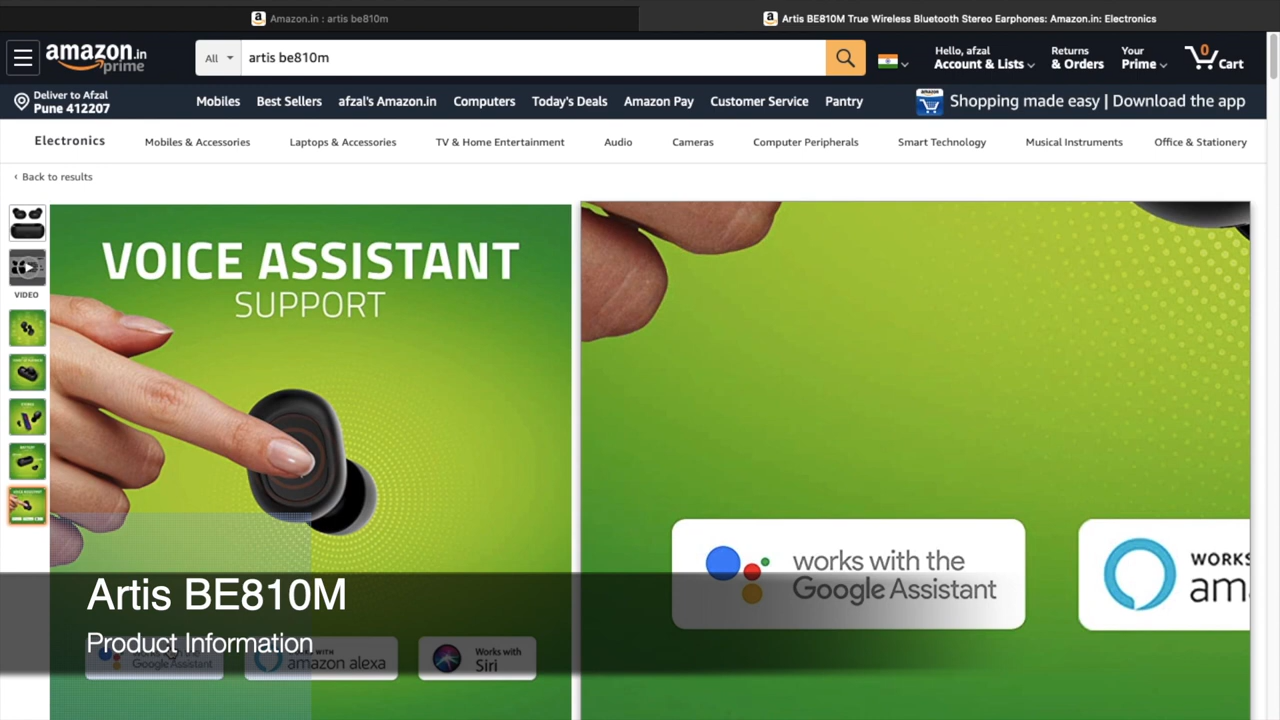 Amazon.in : artis be810m
Artis BE810M True Wireless Bluetooth Stereo Earphones: Amazon.in: Electronics
amazon.in
prime
All
artis be810m
Hello, afzal
Account & Lists
Returns
& Orders
Your
Prime
0
Cart
Deliver to Afzal
Pune 412207
Mobiles
Best Sellers
afzal's Amazon.in
Computers
Today's Deals
Amazon Pay
Customer Service
Pantry
Shopping made easy | Download the app
Electronics
Mobiles & Accessories
Laptops & Accessories
TV & Home Entertainment
Audio
Cameras
Computer Peripherals
Smart Technology
Musical Instruments
Office & Stationery
‹ Back to results
VIDEO
VOICE ASSISTANT
SUPPORT
works with the
Google Assistant
WORKS
am
Artis BE810M
Product Information
Google Assistant
WITH
amazon alexa
Works with
Siri